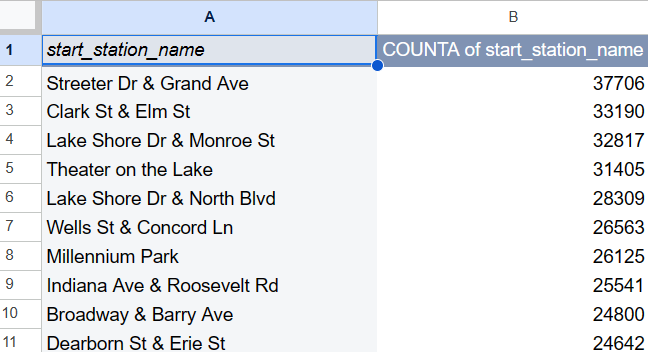 A B
1 start_station_name COUNTA of start_station_name
2 Streeter Dr & Grand Ave 37706
3 Clark St & Elm St 33190
4 Lake Shore Dr & Monroe St 32817
5 Theater on the Lake 31405
6 Lake Shore Dr & North Blvd 28309
7 Wells St & Concord Ln 26563
8 Millennium Park 26125
9 Indiana Ave & Roosevelt Rd 25541
10 Broadway & Barry Ave 24800
11 Dearborn St & Erie St 24642